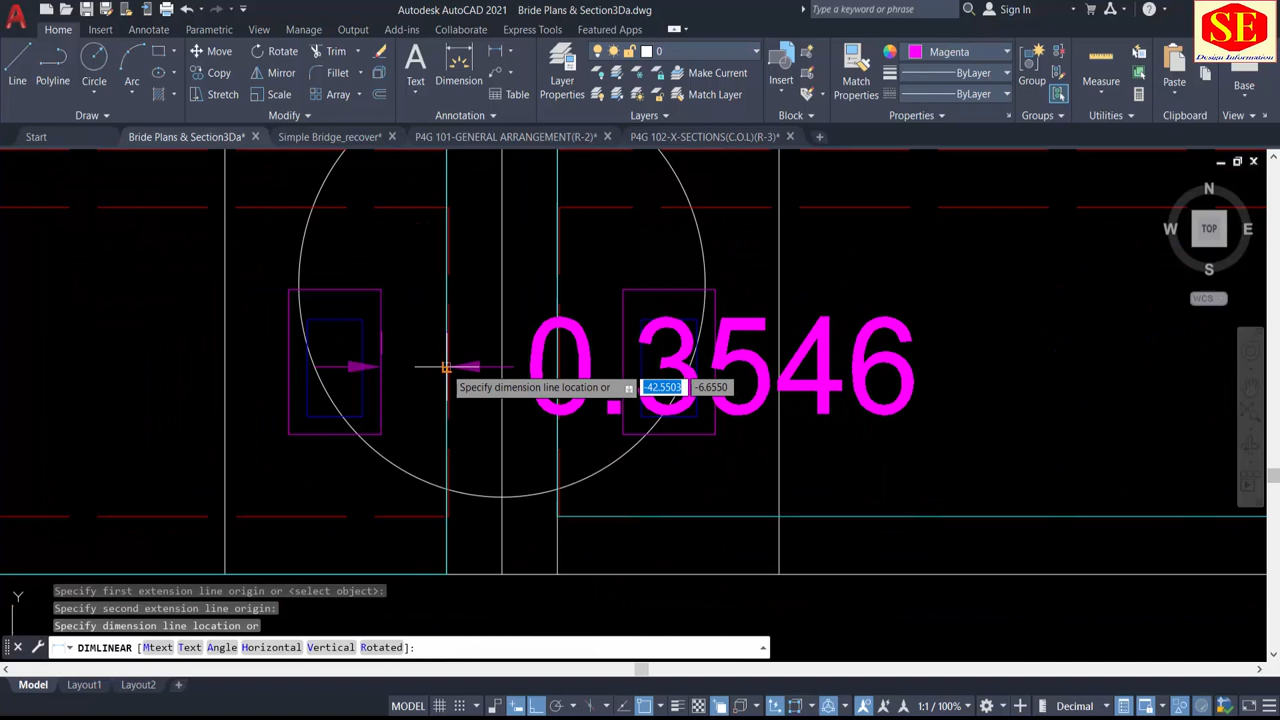 Autodesk AutoCAD 2021 Bride Plans & Section3Da.dwg
Type a keyword or phrase
Sign In
SE
Design Information
Home Insert Annotate Parametric View Manage Output Add-ins Collaborate Express Tools Featured Apps
Line Polyline Circle Arc
Move Rotate Trim
Copy Mirror Fillet
Stretch Scale Array
Text Dimension
Table
Layer Properties
0
Make Current
Match Layer
Insert
Match Properties
Magenta
ByLayer
ByLayer
Group
Measure
Paste
Base
Draw Modify Annotation Layers Block Properties Groups Utilities Clipboard View
Start Bride Plans & Section3Da* Simple Bridge_recover* P4G 101-GENERAL ARRANGEMENT(R-2)* P4G 102-X-SECTIONS(C.O.L)(R-3)*
N
W TOP E
S
WCS
0.3546
Specify dimension line location or -42.5503 -6.6550
Y
Specify first extension line origin or <select object>:
Specify second extension line origin:
Specify dimension line location or
DIMLINEAR [Mtext Text Angle Horizontal Vertical Rotated]:
Model Layout1 Layout2
MODEL 1:1 / 100% Decimal